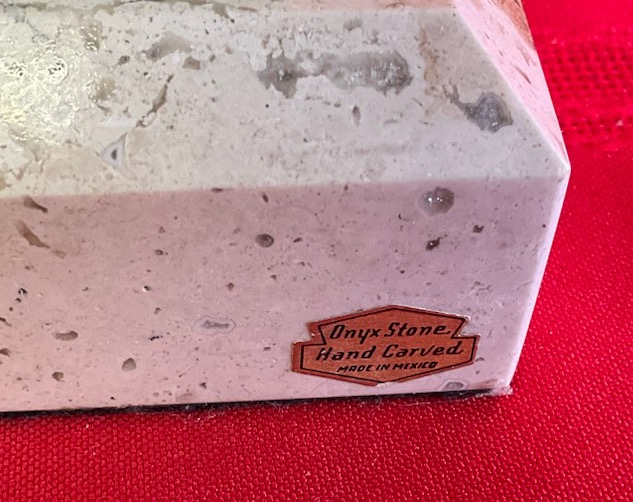 Onyx Stone
Hand Carved
MADE IN MEXICO